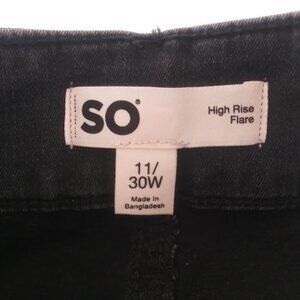 SO®
High Rise
Flare
11/
30W
Made in
Bangladesh